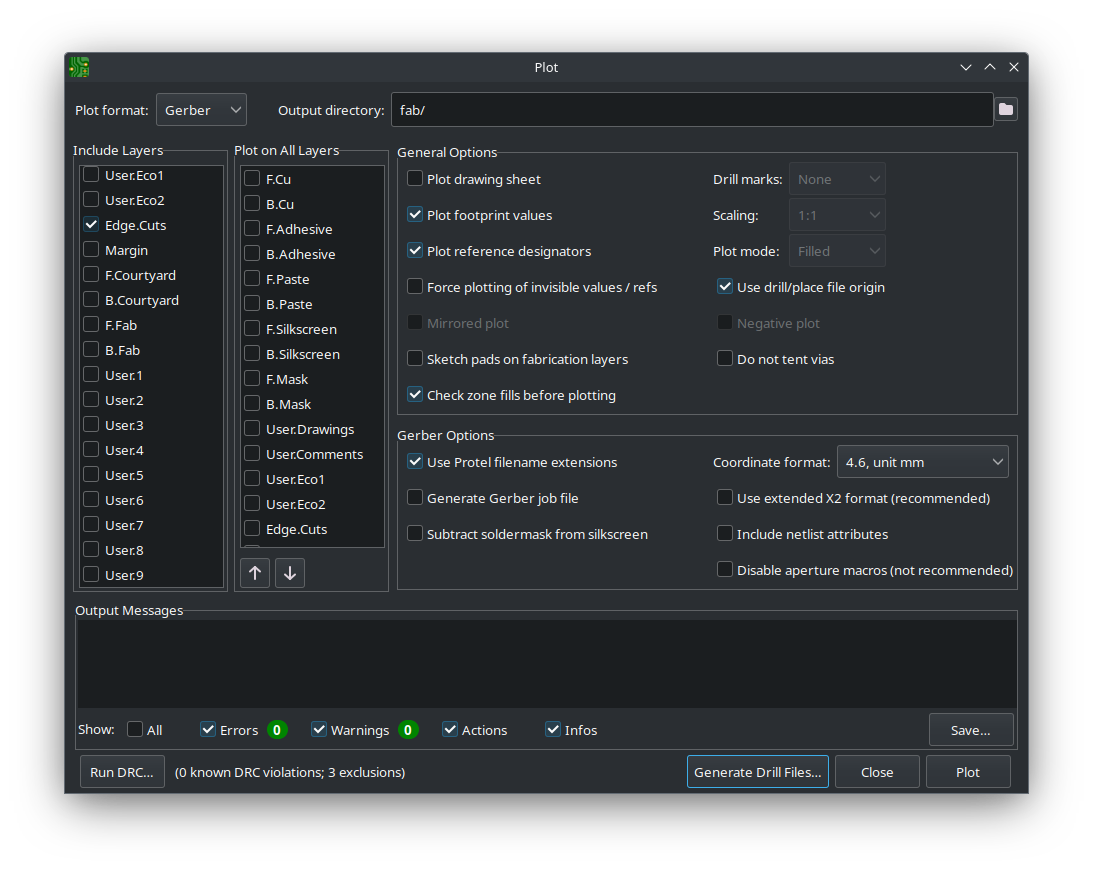 Plot
Plot format: Gerber Output directory: fab/
Include Layers
User.Eco1
User.Eco2
Edge.Cuts
Margin
F.Courtyard
B.Courtyard
F.Fab
B.Fab
User.1
User.2
User.3
User.4
User.5
User.6
User.7
User.8
User.9
Plot on All Layers
F.Cu
B.Cu
F.Adhesive
B.Adhesive
F.Paste
B.Paste
F.Silkscreen
B.Silkscreen
F.Mask
B.Mask
User.Drawings
User.Comments
User.Eco1
User.Eco2
Edge.Cuts
General Options
Plot drawing sheet Drill marks: None
Plot footprint values Scaling: 1:1
Plot reference designators Plot mode: Filled
Force plotting of invisible values / refs Use drill/place file origin
Mirrored plot Negative plot
Sketch pads on fabrication layers Do not tent vias
Check zone fills before plotting
Gerber Options
Use Protel filename extensions Coordinate format: 4.6, unit mm
Generate Gerber job file Use extended X2 format (recommended)
Subtract soldermask from silkscreen Include netlist attributes
Disable aperture macros (not recommended)
Output Messages
Show: All Errors 0 Warnings 0 Actions Infos Save...
Run DRC... (0 known DRC violations; 3 exclusions) Generate Drill Files... Close Plot